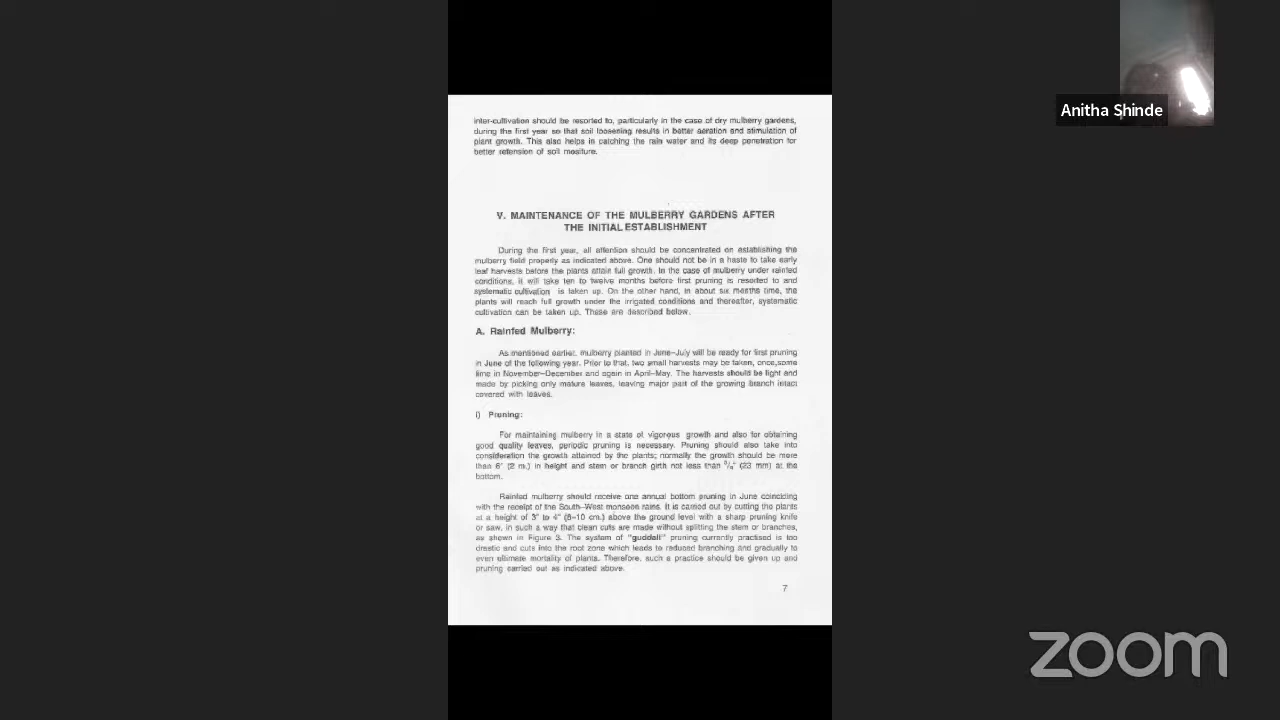 inter-cultivation should be resorted to, particularly in the case of dry mulberry gardens,
during the first year so that soil loosening results in better aeration and stimulation of
plant growth. This also helps in catching the rain water and its deep penetration for
better retension of soil mositure.
V. MAINTENANCE OF THE MULBERRY GARDENS AFTER
THE INITIAL ESTABLISHMENT
During the first year, all attention should be concentrated on establishing the
mulberry field properly as indicated above. One should not be in a haste to take early
leaf harvests before the plants attain full growth. In the case of mulberry under rainfed
conditions, it will take ten to twelve months before first pruning is resorted to and
systematic cultivation is taken up. On the other hand, in about six months time, the
plants will reach full growth under the irrigated conditions and thereafter, systematic
cultivation can be taken up. These are described below.
A. Rainfed Mulberry:
As mentioned earlier, mulberry planted in June–July will be ready for first pruning
in June of the following year. Prior to that, two small harvests may be taken, once,some
time in November–December and again in April–May. The harvests should be light and
made by picking only mature leaves, leaving major part of the growing branch intact
covered with leaves.
i) Pruning:
For maintaining mulberry in a state of vigorous growth and also for obtaining
good quality leaves, periodic pruning is necessary. Pruning should also take into
consideration the growth attained by the plants; normally the growth should be more
than 6' (2 m.) in height and stem or branch girth not less than (23 mm) at the
bottom.
Rainfed mulberry should receive one annual bottom pruning in June coinciding
with the receipt of the South–West monsoon rains. It is carried out by cutting the plants
at a height of 3" to 4" (8–10 cm.) above the ground level with a sharp pruning knife
or saw, in such a way that clean cuts are made without splitting the stem or branches,
as shown in Figure 3. The system of "guddali" pruning currently practised is too
drastic and cuts into the root zone which leads to reduced branching and gradually to
even ultimate mortality of plants. Therefore, such a practice should be given up and
pruning carried out as indicated above.
7
Anitha Shinde
zoom